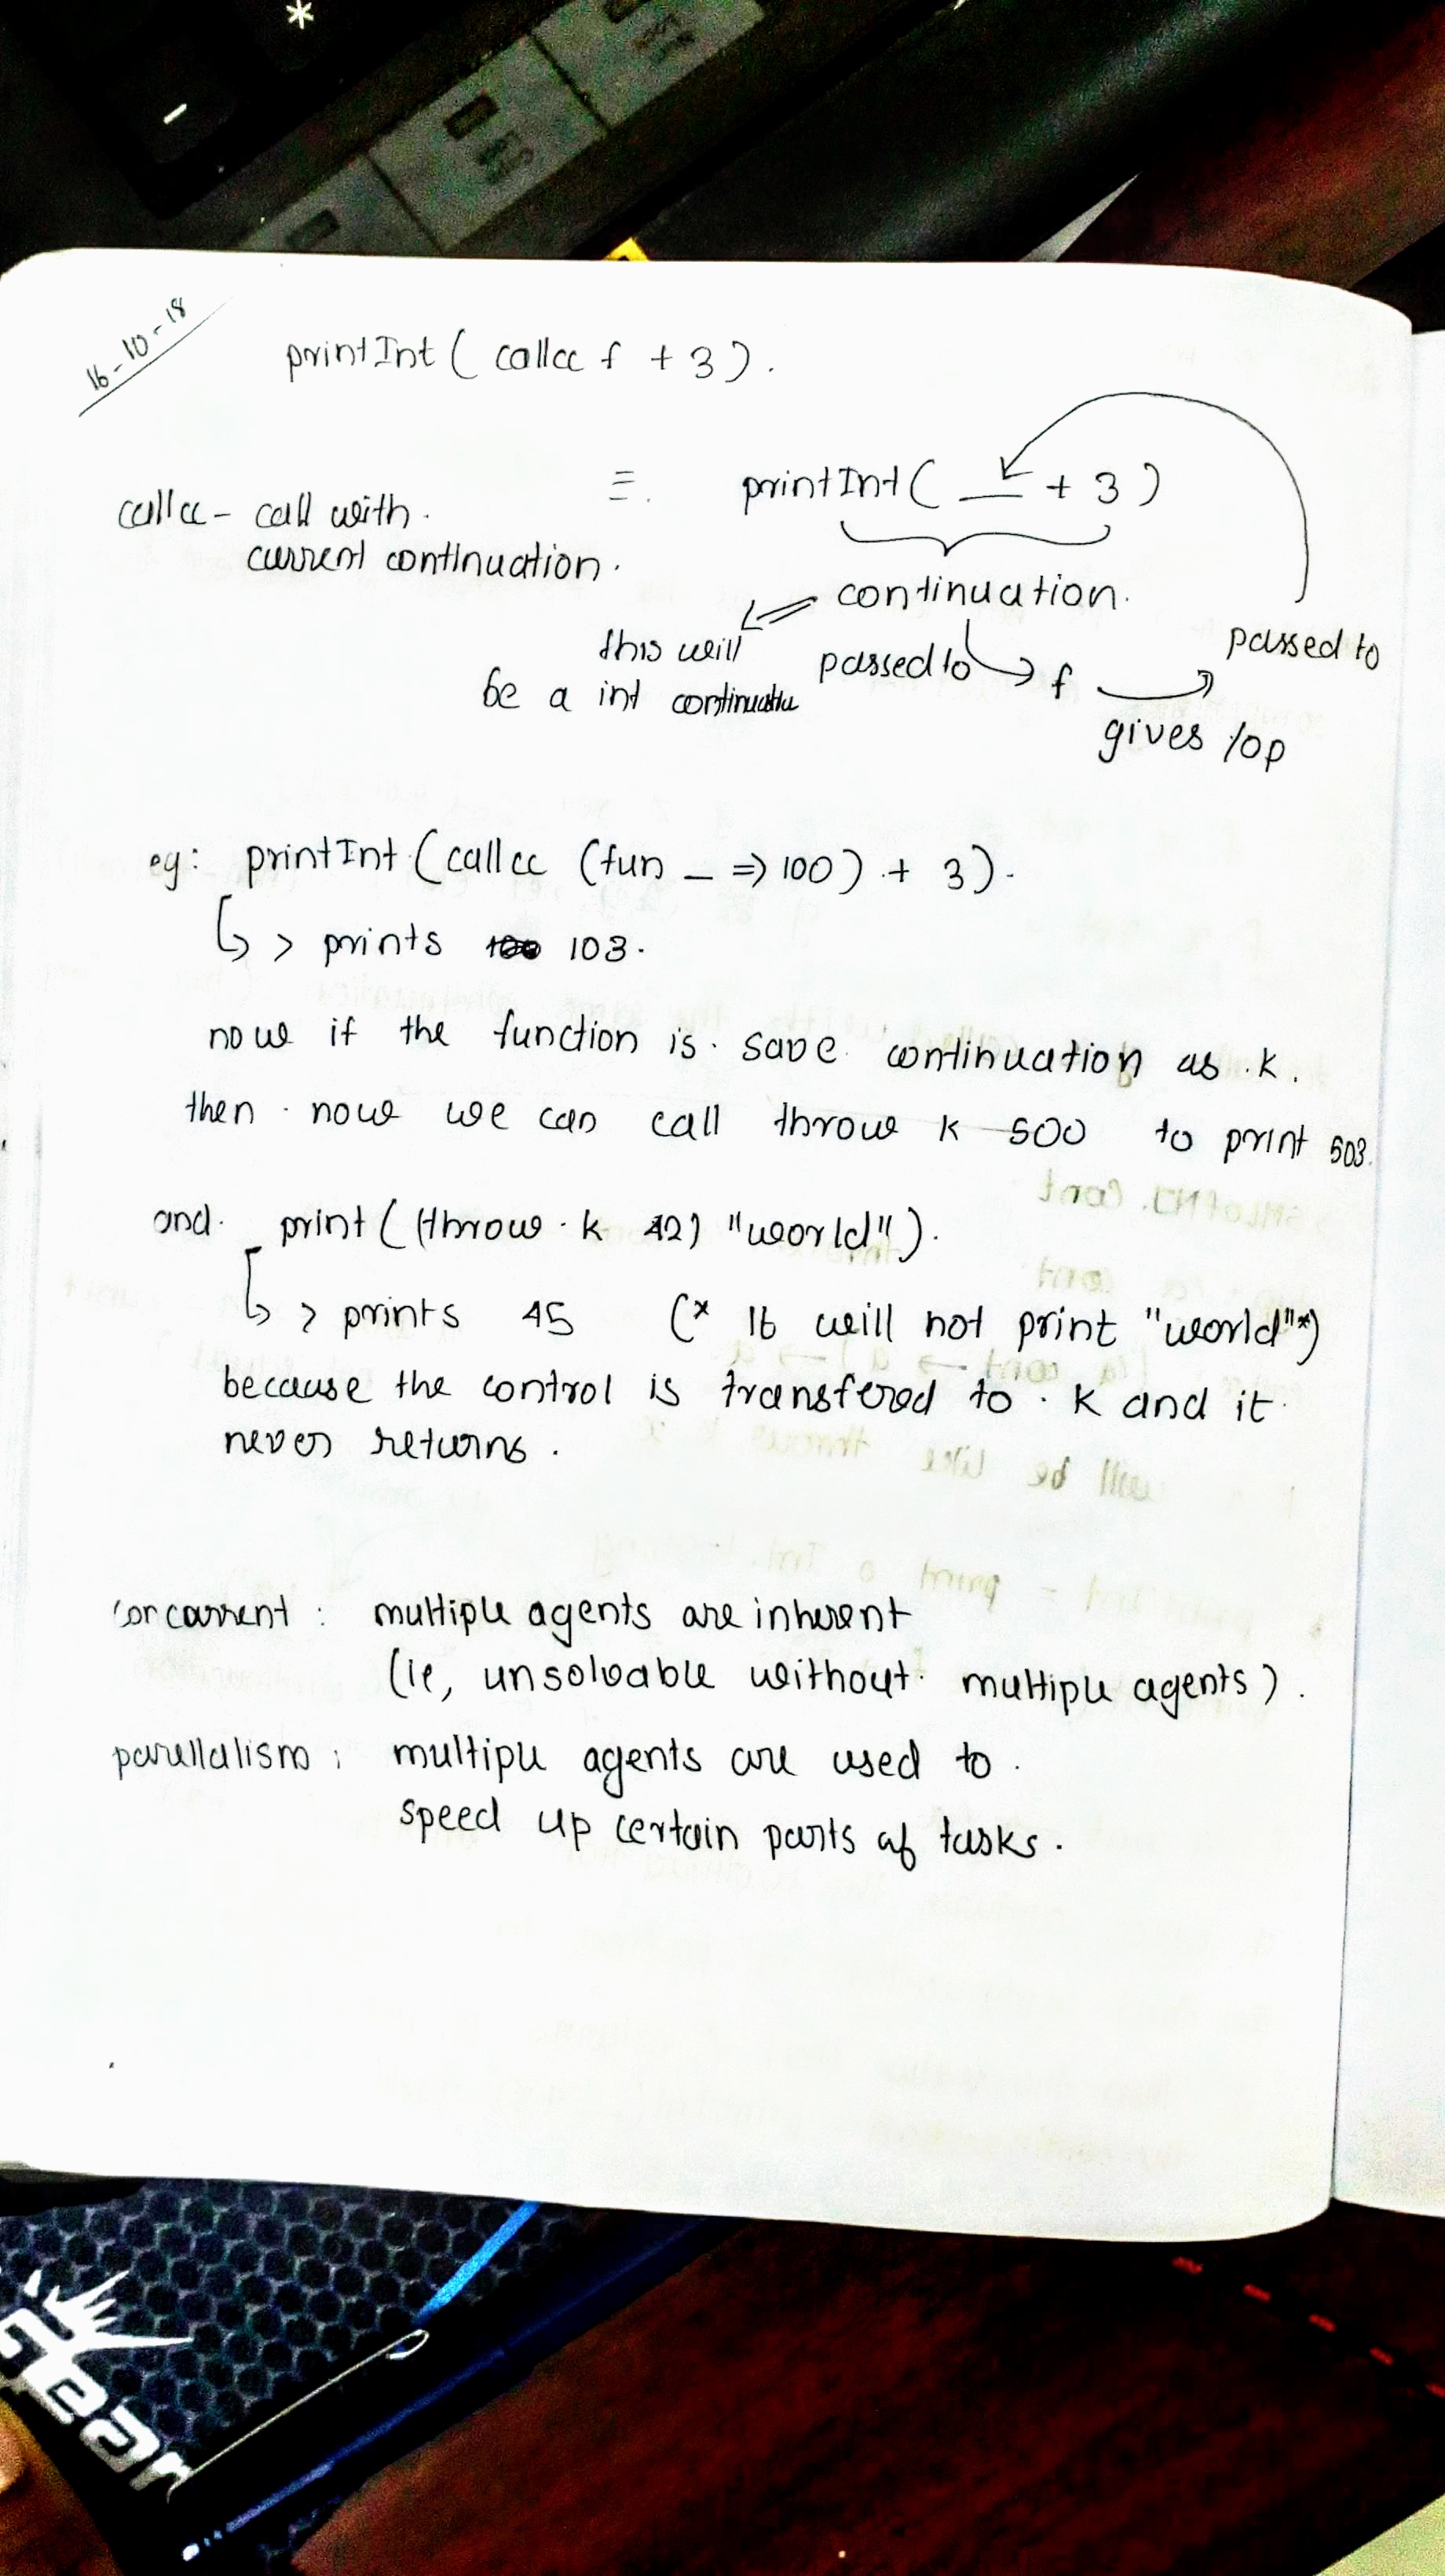 16-10-18
printInt ( callcc f + 3 ) .
≡. printInt ( __ + 3 )
callcc - call with .
current continuation .
continuation .
this will
be a int
passed to f
passed to
gives /op
eg: printInt (callcc (fun _ => 100) + 3) .
> prints 103 .
now if the function is save continuation as k .
then now we can call throw k 500 to print 503.
and print ( (throw k 42) "world" ) .
> prints 45 (* It will not print "world" *)
because the control is transfered to k and it
never returns .
concurrent : multiple agents are inherent
(ie, unsolvable without multiple agents) .
parellalism : multiple agents are used to .
speed up certain parts of tasks .
ear